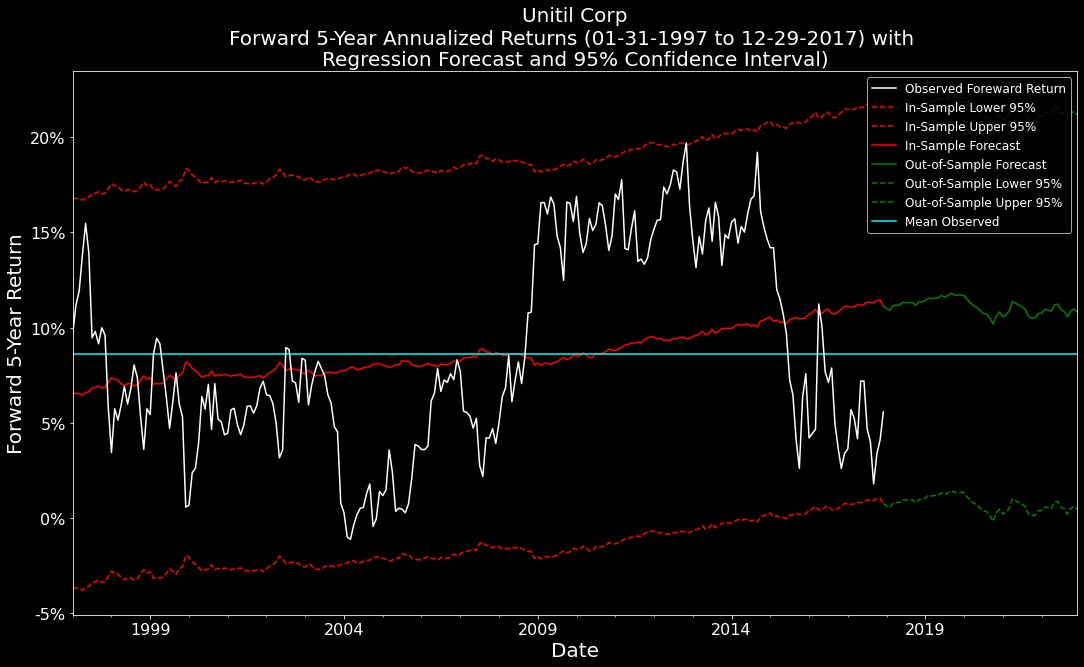 Unitil Corp
Forward 5-Year Annualized Returns (01-31-1997 to 12-29-2017) with
Regression Forecast and 95% Confidence Interval)
Forward 5-Year Return
20%
15%
10%
5%
0%
-5%
Observed Foreward Return
In-Sample Lower 95%
In-Sample Upper 95%
In-Sample Forecast
Out-of-Sample Forecast
Out-of-Sample Lower 95%
Out-of-Sample Upper 95%
Mean Observed
1999
2004
2009
2014
2019
Date